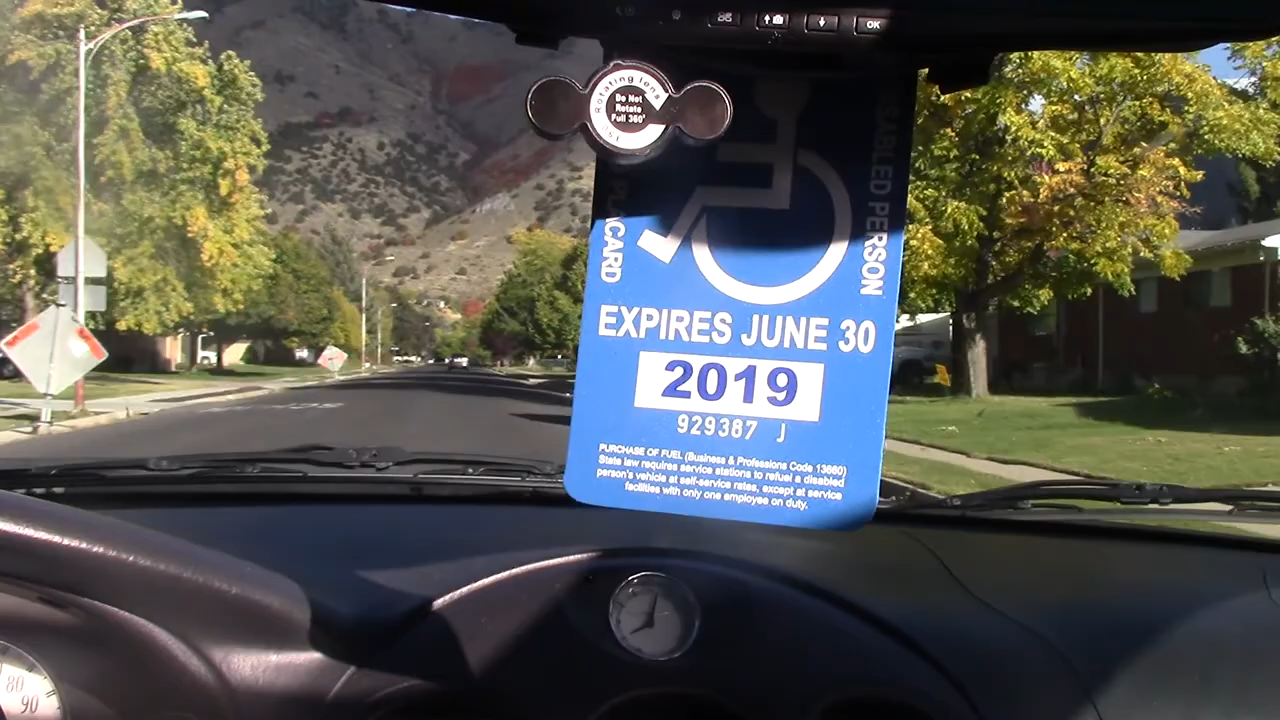 OK
Rotating lens
Do Not
Rotate
Full 360°
DISABLED PERSON
PLACARD
EXPIRES JUNE 30
2019
929387 J
PURCHASE OF FUEL (Business & Professions Code 13660)
State law requires service stations to refuel a disabled
person's vehicle at self-service rates, except at service
facilities with only one employee on duty.
80
90